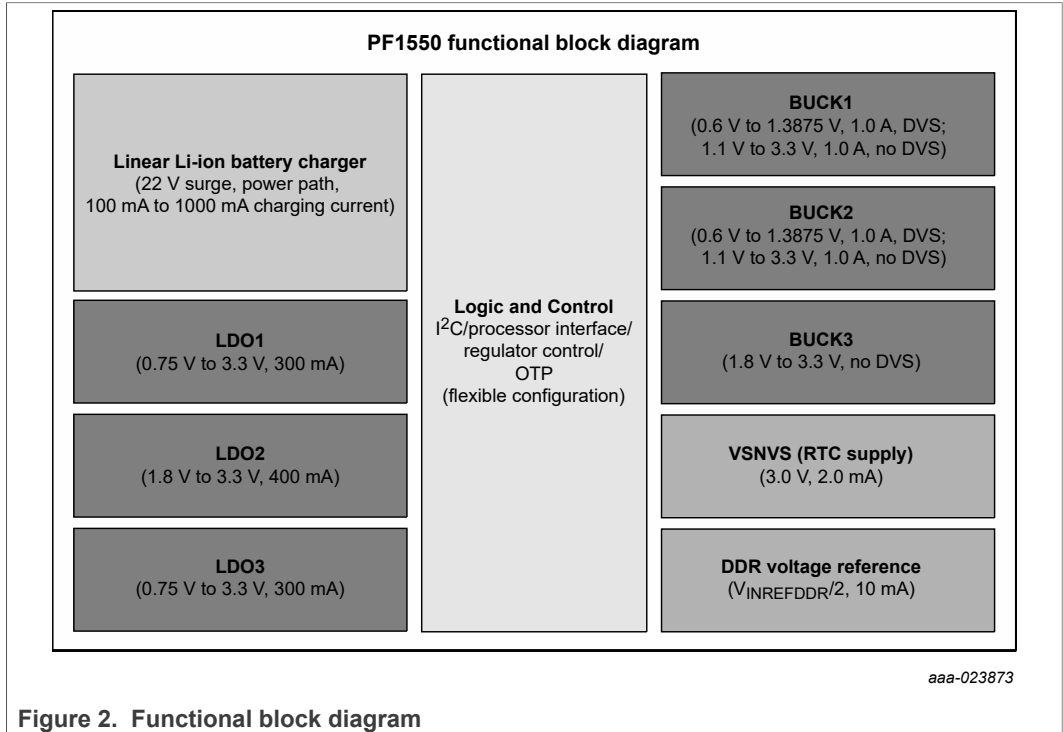 PF1550 functional block diagram
Linear Li-ion battery charger
(22 V surge, power path,
100 mA to 1000 mA charging current)
LDO1
(0.75 V to 3.3 V, 300 mA)
LDO2
(1.8 V to 3.3 V, 400 mA)
LDO3
(0.75 V to 3.3 V, 300 mA)
Logic and Control
I2C/processor interface/
regulator control/
OTP
(flexible configuration)
BUCK1
(0.6 V to 1.3875 V, 1.0 A, DVS;
1.1 V to 3.3 V, 1.0 A, no DVS)
BUCK2
(0.6 V to 1.3875 V, 1.0 A, DVS;
1.1 V to 3.3 V, 1.0 A, no DVS)
BUCK3
(1.8 V to 3.3 V, no DVS)
VSNVS (RTC supply)
(3.0 V, 2.0 mA)
DDR voltage reference
(VINREFDDR/2, 10 mA)
aaa-023873
Figure 2. Functional block diagram